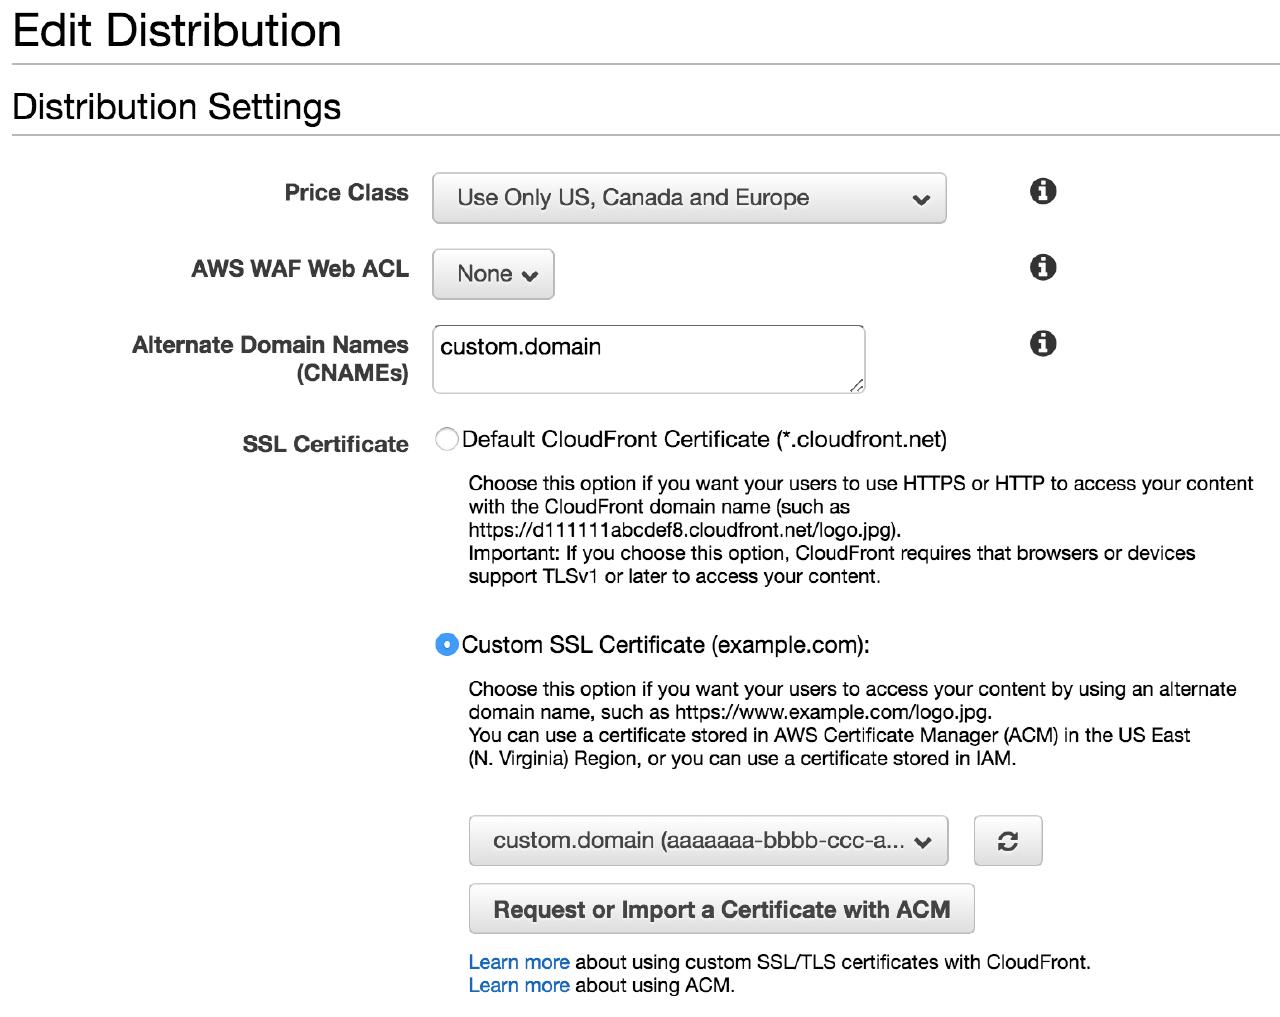 Edit Distribution
Distribution Settings
Price Class
Use Only US, Canada and Europe
AWS WAF Web ACL
None
Alternate Domain Names
(CNAMEs)
custom.domain
SSL Certificate
Default CloudFront Certificate (*.cloudfront.net)
Choose this option if you want your users to use HTTPS or HTTP to access your content
with the CloudFront domain name (such as
https://d111111abcdef8.cloudfront.net/logo.jpg).
Important: If you choose this option, CloudFront requires that browsers or devices
support TLSv1 or later to access your content.
Custom SSL Certificate (example.com):
Choose this option if you want your users to access your content by using an alternate
domain name, such as https://www.example.com/logo.jpg.
You can use a certificate stored in AWS Certificate Manager (ACM) in the US East
(N. Virginia) Region, or you can use a certificate stored in IAM.
custom.domain (aaaaaaa-bbbb-ccc-a...
Request or Import a Certificate with ACM
Learn more about using custom SSL/TLS certificates with CloudFront.
Learn more about using ACM.